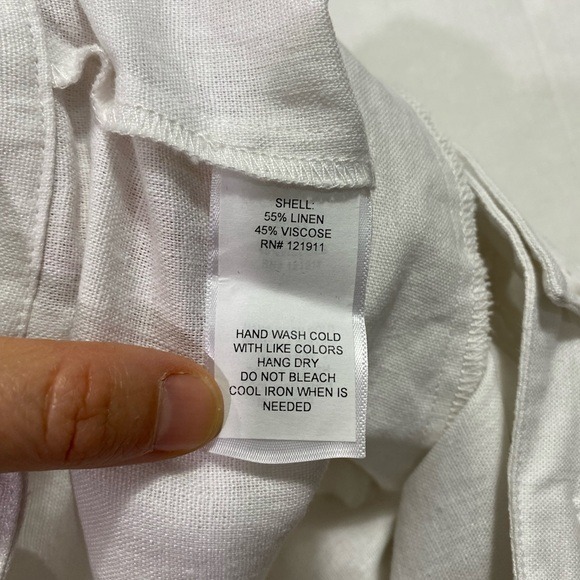 SHELL:
55% LINEN
45% VISCOSE
RN# 121911
HAND WASH COLD
WITH LIKE COLORS
HANG DRY
DO NOT BLEACH
COOL IRON WHEN IS
NEEDED